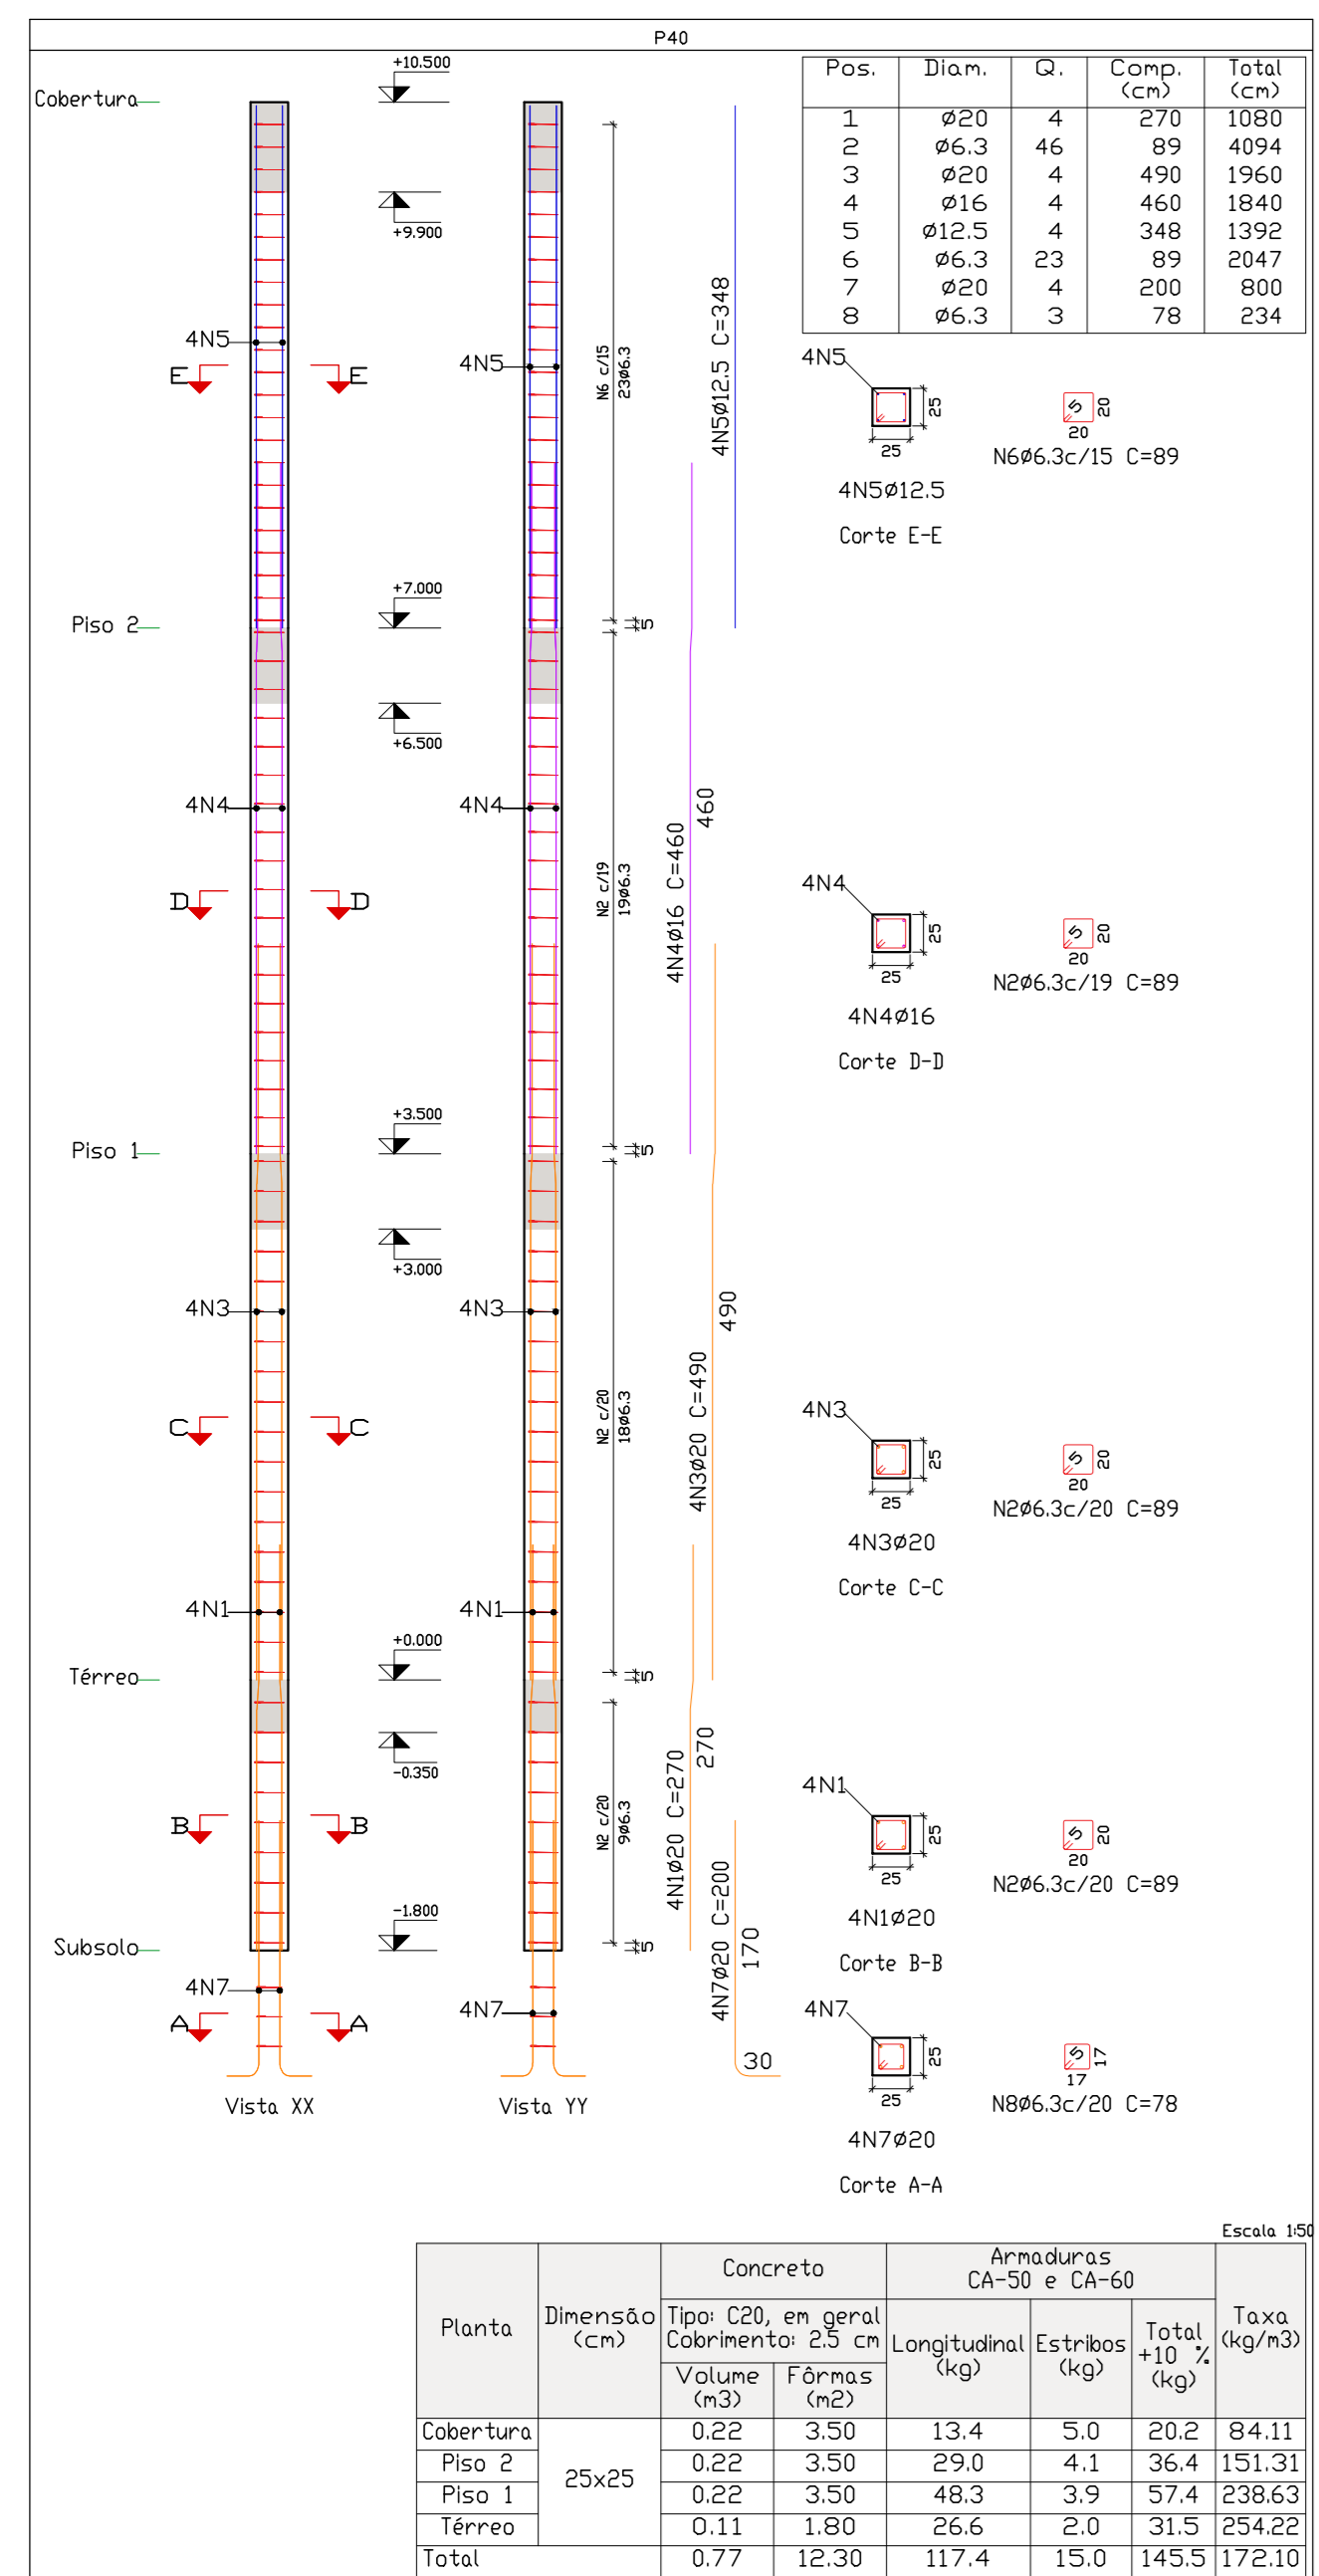 P40
Pos. Diam. Q. Comp. (cm) Total (cm)
1 ø20 4 270 1080
2 ø6.3 46 89 4094
3 ø20 4 490 1960
4 ø16 4 460 1840
5 ø12.5 4 348 1392
6 ø6.3 23 89 2047
7 ø20 4 200 800
8 ø6.3 3 78 234
Cobertura
+10.500
+9.900
4N5
4N5
E E
N6 c/15
23ø6.3
4N5ø12.5 C=348
Piso 2
+7.000
5
+6.500
4N4
4N4
D D
N2 c/19
19ø6.3
4N4ø16 C=460
460
Piso 1
+3.500
5
+3.000
4N3
4N3
C C
N2 c/20
18ø6.3
4N3ø20 C=490
490
4N1
4N1
Térreo
+0.000
5
-0.350
B B
N2 c/20
9ø6.3
4N1ø20 C=270
270
Subsolo
-1.800
5
4N7
4N7
A A
4N7ø20 C=200
170
30
Vista XX
Vista YY
4N5
25
25
4N5ø12.5
Corte E-E
5
20
20
N6ø6.3c/15 C=89
4N4
25
25
4N4ø16
Corte D-D
5
20
20
N2ø6.3c/19 C=89
4N3
25
25
4N3ø20
Corte C-C
5
20
20
N2ø6.3c/20 C=89
4N1
25
25
4N1ø20
Corte B-B
5
20
20
N2ø6.3c/20 C=89
4N7
25
25
4N7ø20
Corte A-A
5
17
17
N8ø6.3c/20 C=78
Escala 1:50
Planta
Dimensão (cm)
Concreto
Tipo: C20, em geral
Cobrimento: 2.5 cm
Volume (m3)
Fôrmas (m2)
Armaduras
CA-50 e CA-60
Longitudinal (kg)
Estribos (kg)
Total +10 % (kg)
Taxa (kg/m3)
25x25
Cobertura 0.22 3.50 13.4 5.0 20.2 84.11
Piso 2 0.22 3.50 29.0 4.1 36.4 151.31
Piso 1 0.22 3.50 48.3 3.9 57.4 238.63
Térreo 0.11 1.80 26.6 2.0 31.5 254.22
Total 0.77 12.30 117.4 15.0 145.5 172.10